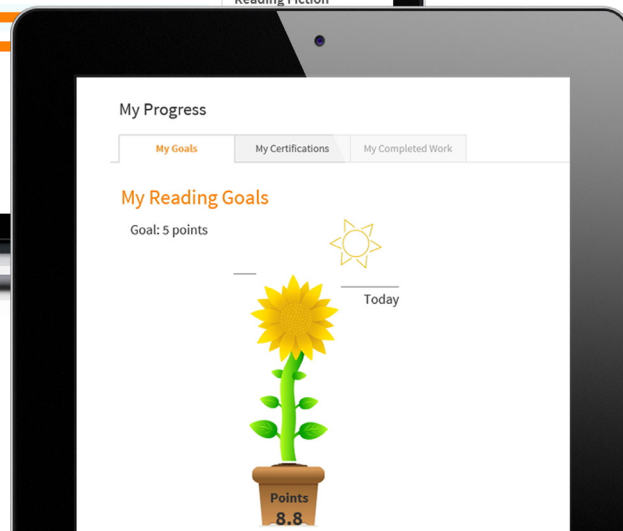 Reading Fiction
My Progress
My Goals
My Certifications
My Completed Work
My Reading Goals
Goal: 5 points
Today
Points
8.8